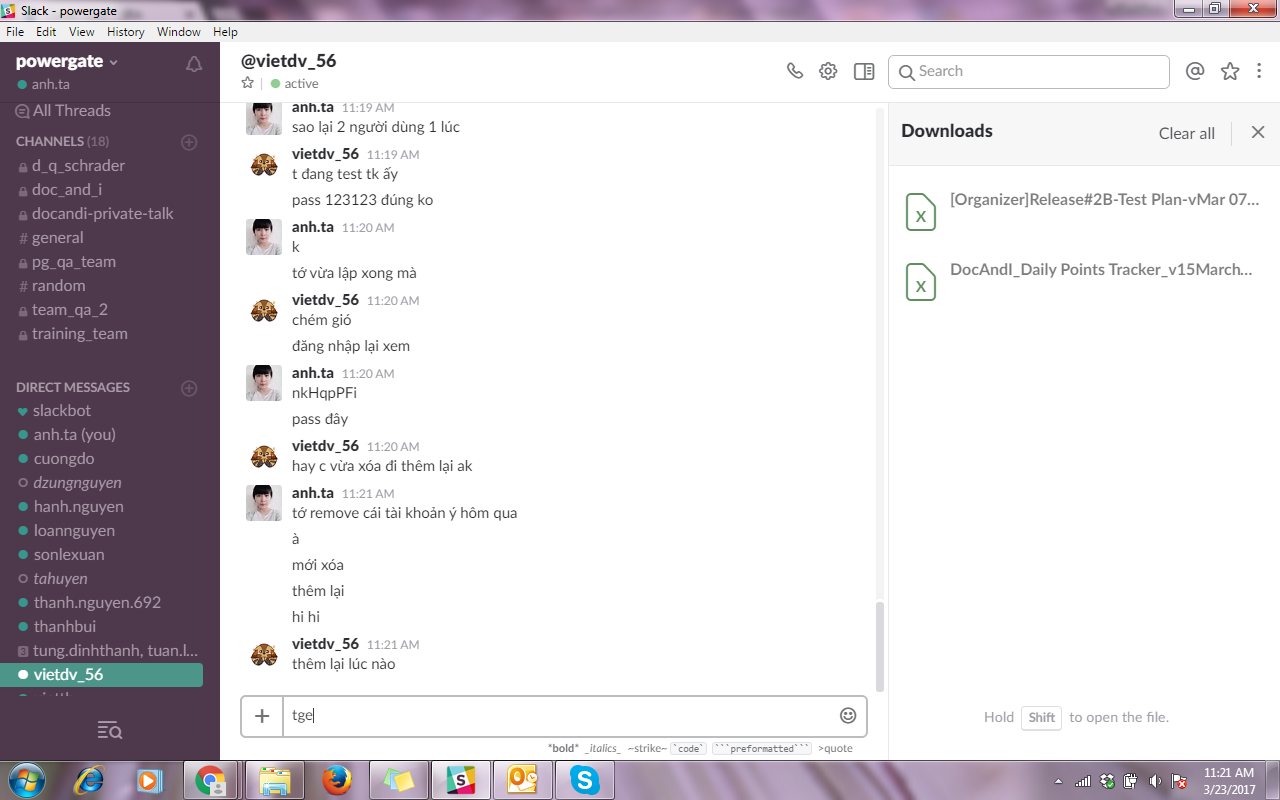 Slack - powergate
File Edit View History Window Help
powergate
anh.ta
All Threads
CHANNELS (18)
d_q_schrader
doc_and_i
docandi-private-talk
# general
pg_qa_team
# random
team_qa_2
training_team
DIRECT MESSAGES
slackbot
anh.ta (you)
cuongdo
dzungnguyen
hanh.nguyen
loannguyen
sonlexuan
tahuyen
thanh.nguyen.692
thanhbui
3 tung.dinhthanh, tuan.l...
vietdv_56
@vietdv_56
active
Search
anh.ta 11:19 AM
sao lại 2 người dùng 1 lúc
vietdv_56 11:19 AM
t đang test tk ấy
pass 123123 đúng ko
anh.ta 11:20 AM
k
tớ vừa lập xong mà
vietdv_56 11:20 AM
chém gió
đăng nhập lại xem
anh.ta 11:20 AM
nkHqpPFi
pass đây
vietdv_56 11:20 AM
hay c vừa xóa đi thêm lại ak
anh.ta 11:21 AM
tớ remove cái tài khoản ý hôm qua
à
mới xóa
thêm lại
hi hi
vietdv_56 11:21 AM
thêm lại lúc nào
+ tge
*bold* _italics_ ~strike~ `code` ```preformatted``` >quote
Downloads
Clear all
[Organizer]Release#2B-Test Plan-vMar 07...
DocAndI_Daily Points Tracker_v15March...
Hold Shift to open the file.
11:21 AM
3/23/2017